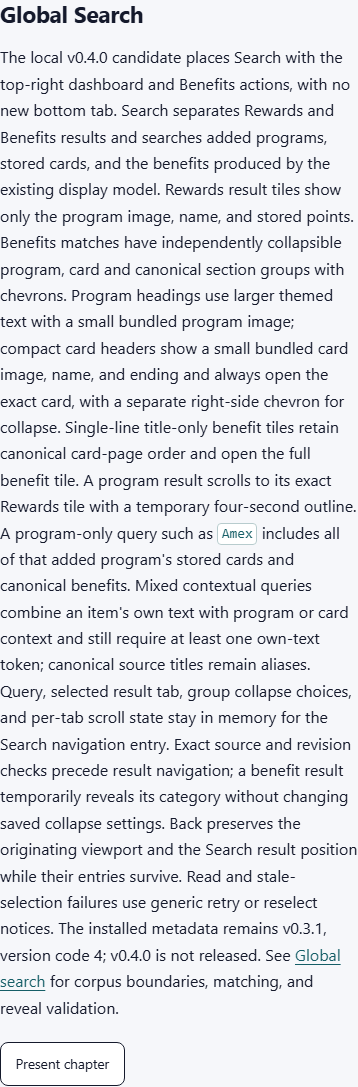 Global Search
The local v0.4.0 candidate places Search with the
top-right dashboard and Benefits actions, with no
new bottom tab. Search separates Rewards and
Benefits results and searches added programs,
stored cards, and the benefits produced by the
existing display model. Rewards result tiles show
only the program image, name, and stored points.
Benefits matches have independently collapsible
program, card and canonical section groups with
chevrons. Program headings use larger themed
text with a small bundled program image;
compact card headers show a small bundled card
image, name, and ending and always open the
exact card, with a separate right-side chevron for
collapse. Single-line title-only benefit tiles retain
canonical card-page order and open the full
benefit tile. A program result scrolls to its exact
Rewards tile with a temporary four-second outline.
A program-only query such as Amex includes all
of that added program's stored cards and
canonical benefits. Mixed contextual queries
combine an item's own text with program or card
context and still require at least one own-text
token; canonical source titles remain aliases.
Query, selected result tab, group collapse choices,
and per-tab scroll state stay in memory for the
Search navigation entry. Exact source and revision
checks precede result navigation; a benefit result
temporarily reveals its category without changing
saved collapse settings. Back preserves the
originating viewport and the Search result position
while their entries survive. Read and stale-
selection failures use generic retry or reselect
notices. The installed metadata remains v0.3.1,
version code 4; v0.4.0 is not released. See Global
search for corpus boundaries, matching, and
reveal validation.
Present chapter